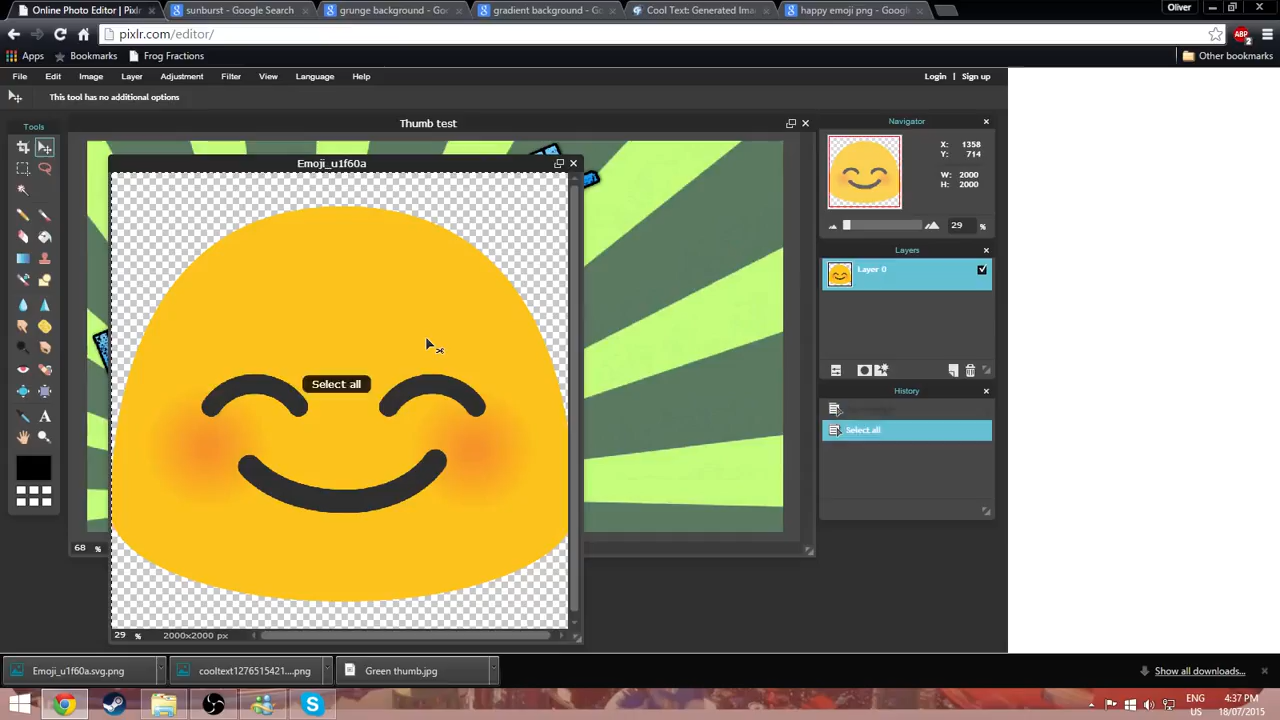 Online Photo Editor | Pixlr
sunburst - Google Search
grunge background - G
gradient background - Go
Cool Text: Generated Ima
happy emoji png - Google
Oliver
pixlr.com/editor/
ABP
2
Apps
Bookmarks
Frog Fractions
Other bookmarks
File
Edit
Image
Layer
Adjustment
Filter
View
Language
Help
Login | Sign up
This tool has no additional options
Tools
Thumb test
Navigator
Emoji_u1f60a
X: 1358
Y: 714
W: 2000
H: 2000
29 %
Layers
Layer 0
Select all
History
Select all
68 %
29 %
2000x2000 px
Emoji_u1f60a.svg.png
cooltext1276515421....png
Green thumb.jpg
Show all downloads...
ENG
US
4:37 PM
18/07/2015